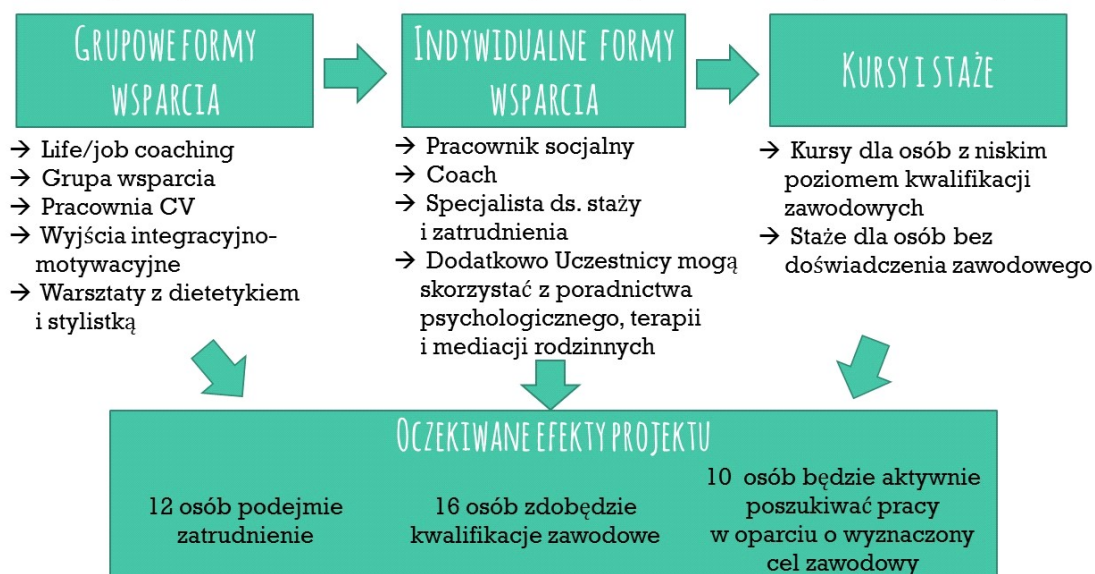 GRUPOWE FORMY
WSPARCIA
→ Life/job coaching
→ Grupa wsparcia
→ Pracownia CV
→ Wyjścia integracyjno-
motywacyjne
→ Warsztaty z dietetykiem
i stylistką
INDYWIDUALNE FORMY
WSPARCIA
→ Pracownik socjalny
→ Coach
→ Specjalista ds. staży
i zatrudnienia
→ Dodatkowo Uczestnicy mogą
skorzystać z poradnictwa
psychologicznego, terapii
i mediacji rodzinnych
KURSY I STAŻE
→ Kursy dla osób z niskim
poziomem kwalifikacji
zawodowych
→ Staże dla osób bez
doświadczenia zawodowego
OCZEKIWANE EFEKTY PROJEKTU
12 osób podejmie
zatrudnienie
16 osób zdobędzie
kwalifikacje zawodowe
10 osób będzie aktywnie
poszukiwać pracy
w oparciu o wyznaczony
cel zawodowy